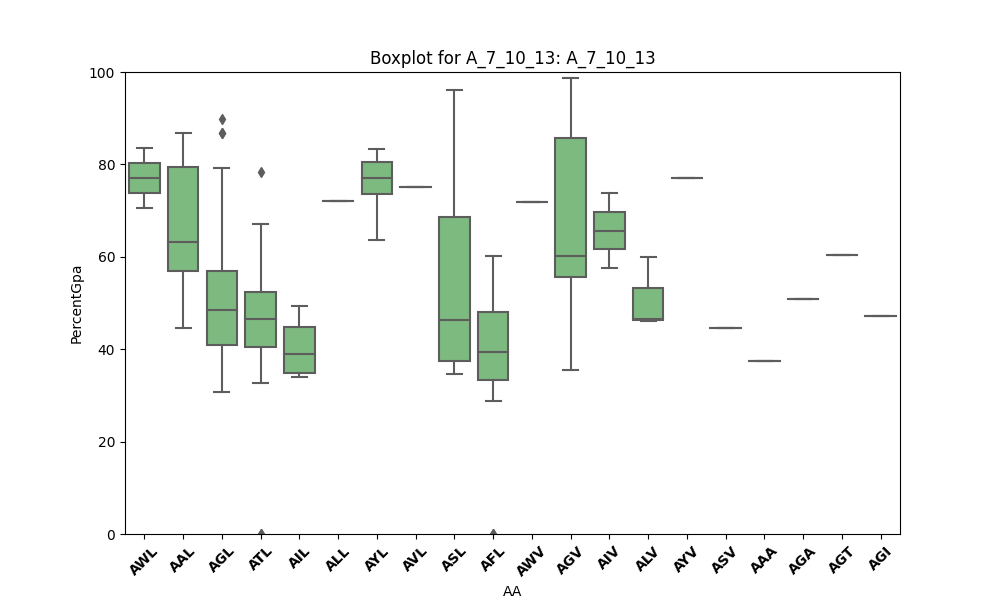 Boxplot for A_7_10_13: A_7_10_13
100
80
60
40
20
0
PercentGpa
AWL AAL AGL ATL AIL ALL AYL AVL ASL AFL AWV AGV AIV ALV AYV ASV AAA AGA AGT AGI
AA